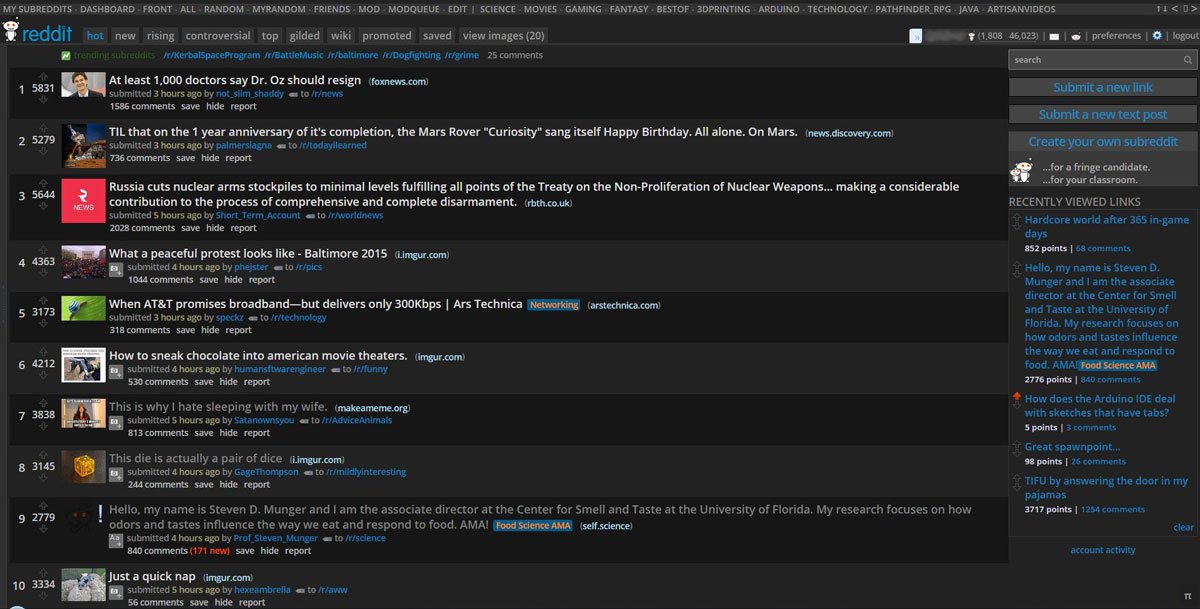 MY SUBREDDITS - DASHBOARD - FRONT - ALL - RANDOM - MYRANDOM - FRIENDS - MOD - MODQUEUE - EDIT | SCIENCE - MOVIES - GAMING - FANTASY - BESTOF - 3DPRINTING - ARDUINO - TECHNOLOGY - PATHFINDER_RPG - JAVA - ARTISANVIDEOS
reddit hot new rising controversial top gilded wiki promoted saved view images (20)
(1,808 46,023) | preferences | logout
trending subreddits /r/KerbalSpaceProgram /r/BattleMusic /r/baltimore /r/Dogfighting /r/grime 25 comments
1 5831 At least 1,000 doctors say Dr. Oz should resign (foxnews.com)
submitted 3 hours ago by not_slim_shaddy to /r/news
1586 comments save hide report
2 5279 TIL that on the 1 year anniversary of it's completion, the Mars Rover "Curiosity" sang itself Happy Birthday. All alone. On Mars. (news.discovery.com)
submitted 3 hours ago by palmersiagna to /r/todayilearned
736 comments save hide report
3 5644 NEWS Russia cuts nuclear arms stockpiles to minimal levels fulfilling all points of the Treaty on the Non-Proliferation of Nuclear Weapons... making a considerable
contribution to the process of comprehensive and complete disarmament. (rbth.co.uk)
submitted 5 hours ago by Short_Term_Account to /r/worldnews
2028 comments save hide report
4 4363 What a peaceful protest looks like - Baltimore 2015 (i.imgur.com)
submitted 4 hours ago by phejster to /r/pics
1044 comments save hide report
5 3173 When AT&T promises broadband—but delivers only 300Kbps | Ars Technica Networking (arstechnica.com)
submitted 3 hours ago by speckz to /r/technology
318 comments save hide report
6 4212 How to sneak chocolate into american movie theaters. (imgur.com)
submitted 4 hours ago by humansftwarengineer to /r/funny
530 comments save hide report
7 3838 This is why I hate sleeping with my wife. (makeameme.org)
submitted 5 hours ago by Satanownsyou to /r/AdviceAnimals
813 comments save hide report
8 3145 This die is actually a pair of dice (i.imgur.com)
submitted 4 hours ago by GageThompson to /r/mildlyinteresting
244 comments save hide report
9 2779 Hello, my name is Steven D. Munger and I am the associate director at the Center for Smell and Taste at the University of Florida. My research focuses on how
odors and tastes influence the way we eat and respond to food. AMA! Food Science AMA (self.science)
Aa submitted 4 hours ago by Prof_Steven_Munger to /r/science
840 comments (171 new) save hide report
10 3334 Just a quick nap (imgur.com)
submitted 5 hours ago by hexeambrella to /r/aww
56 comments save hide report
search
Submit a new link
Submit a new text post
Create your own subreddit
...for a fringe candidate.
...for your classroom.
RECENTLY VIEWED LINKS
Hardcore world after 365 in-game
days
852 points | 68 comments
Hello, my name is Steven D.
Munger and I am the associate
director at the Center for Smell
and Taste at the University of
Florida. My research focuses on
how odors and tastes influence
the way we eat and respond to
food. AMA! Food Science AMA
2776 points | 840 comments
How does the Arduino IDE deal
with sketches that have tabs?
5 points | 3 comments
Great spawnpoint...
98 points | 26 comments
TIFU by answering the door in my
pajamas
3717 points | 1254 comments
clear
account activity
π